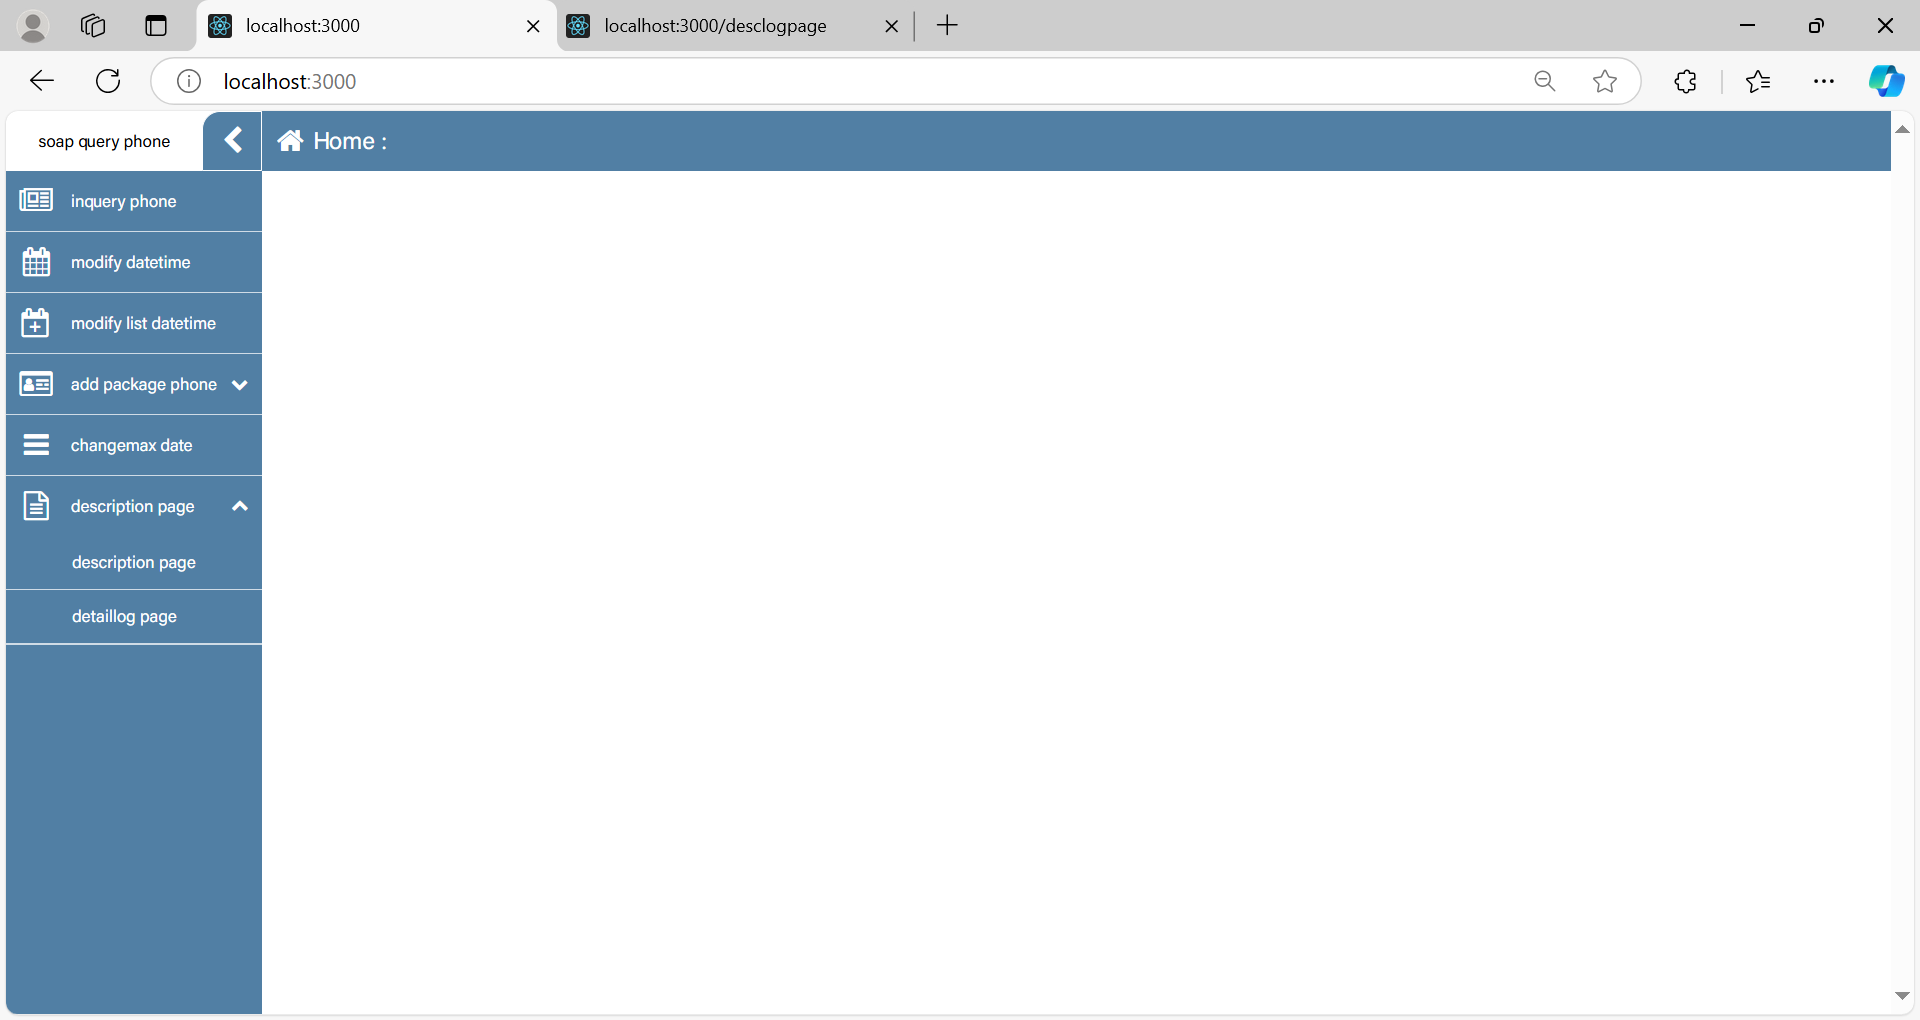 localhost:3000
localhost:3000/desclogpage
localhost:3000
soap query phone
Home :
inquery phone
modify datetime
modify list datetime
add package phone
changemax date
description page
description page
detaillog page